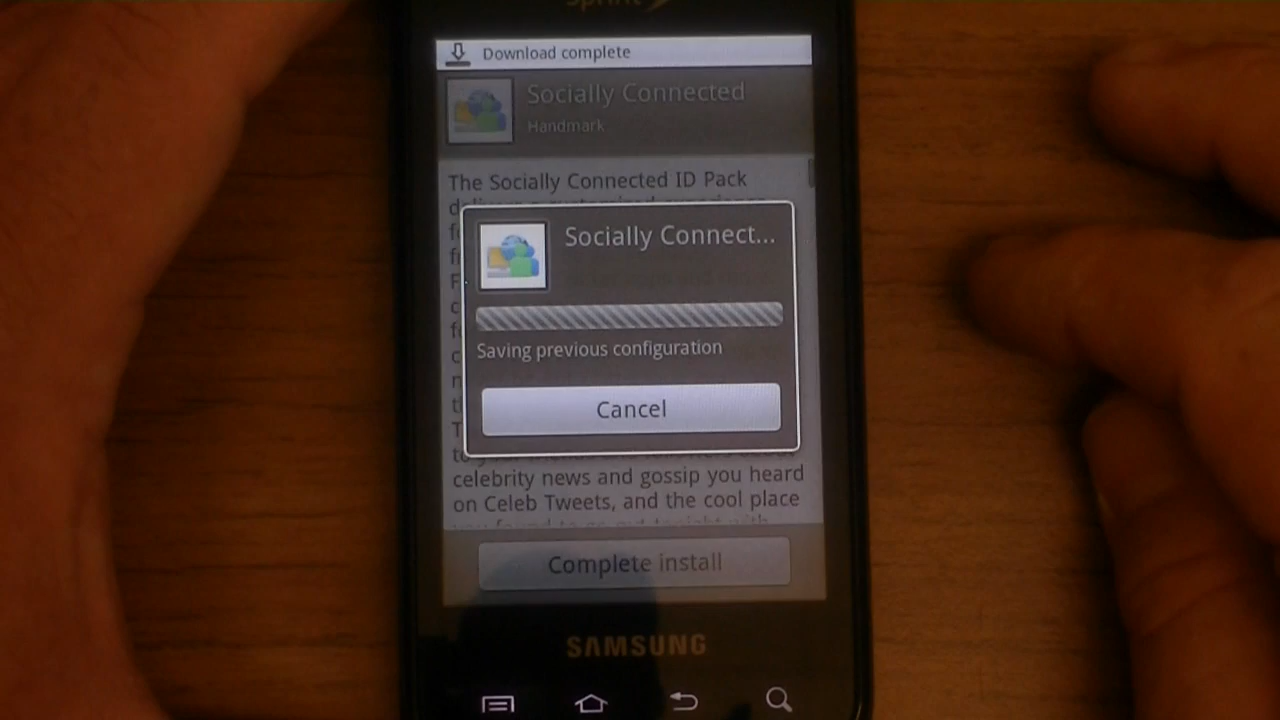 Sprint
Download complete
Socially Connected
Handmark
The Socially Connected ID Pack
Socially Connect...
Saving previous configuration
Cancel
celebrity news and gossip you heard
on Celeb Tweets, and the cool place
Complete install
SAMSUNG